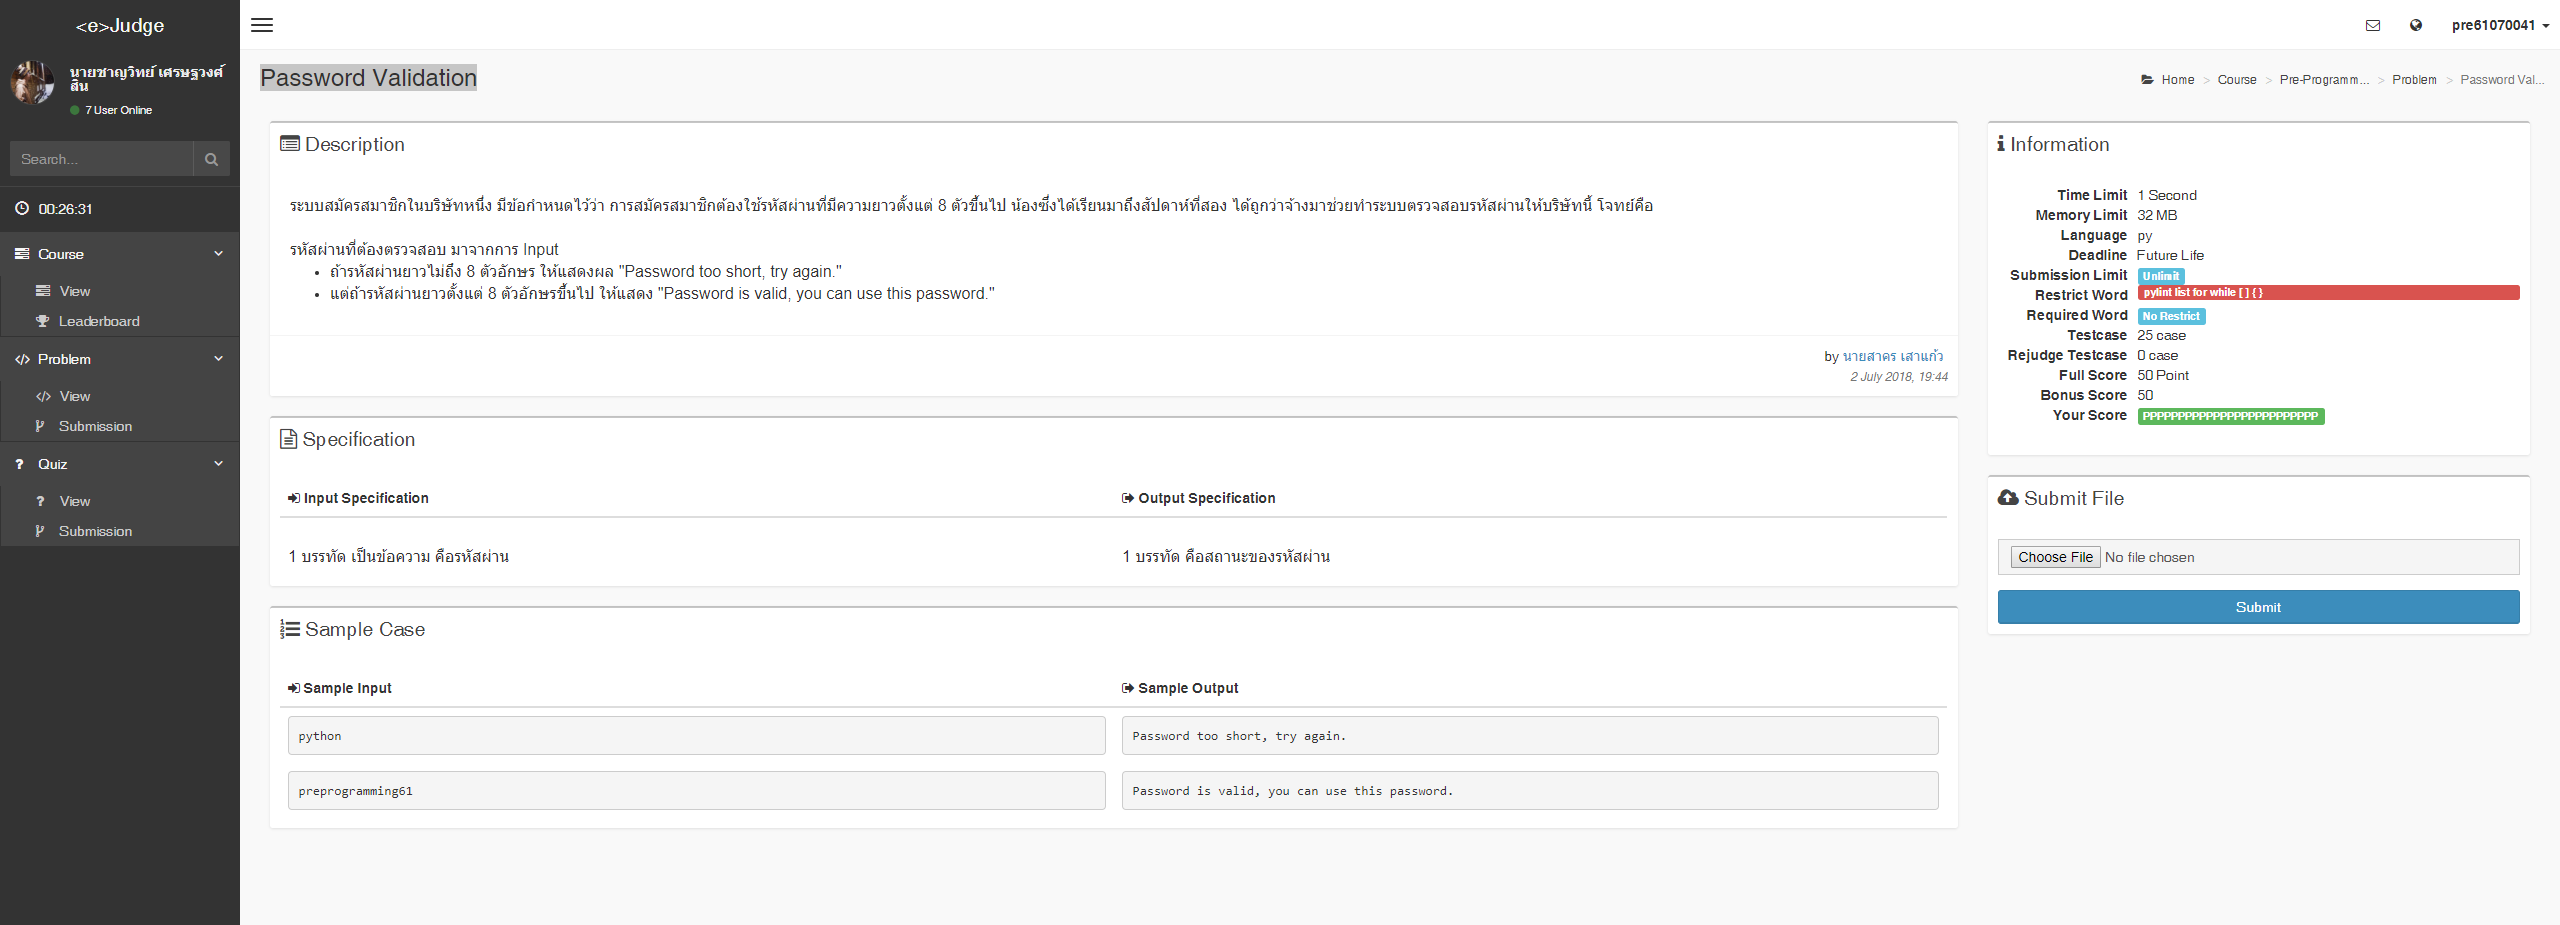 <e>Judge
pre61070041
นายชาญวิทย์ เศรษฐวงศ์
สิน
7 User Online
Search...
00:26:31
Course
View
Leaderboard
Problem
View
Submission
Quiz
View
Submission
Password Validation
Home > Course > Pre-Programm... > Problem > Password Val...
Description
ระบบสมัครสมาชิกในบริษัทหนึ่ง มีข้อกำหนดไว้ว่า การสมัครสมาชิกต้องใช้รหัสผ่านที่มีความยาวตั้งแต่ 8 ตัวขึ้นไป น้องซึ่งได้เรียนมาถึงสัปดาห์ที่สอง ได้ถูกว่าจ้างมาช่วยทำระบบตรวจสอบรหัสผ่านให้บริษัทนี้ โจทย์คือ
รหัสผ่านที่ต้องตรวจสอบ มาจากการ Input
• ถ้ารหัสผ่านยาวไม่ถึง 8 ตัวอักษร ให้แสดงผล "Password too short, try again."
• แต่ถ้ารหัสผ่านยาวตั้งแต่ 8 ตัวอักษรขึ้นไป ให้แสดง "Password is valid, you can use this password."
by นายสาคร เสาแก้ว
2 July 2018, 19:44
Specification
Input Specification
Output Specification
1 บรรทัด เป็นข้อความ คือรหัสผ่าน
1 บรรทัด คือสถานะของรหัสผ่าน
Sample Case
Sample Input
Sample Output
python
Password too short, try again.
preprogramming61
Password is valid, you can use this password.
Information
Time Limit 1 Second
Memory Limit 32 MB
Language py
Deadline Future Life
Submission Limit Unlimit
Restrict Word pylint list for while [ ] { }
Required Word No Restrict
Testcase 25 case
Rejudge Testcase 0 case
Full Score 50 Point
Bonus Score 50
Your Score PPPPPPPPPPPPPPPPPPPPPPPPP
Submit File
Choose File No file chosen
Submit